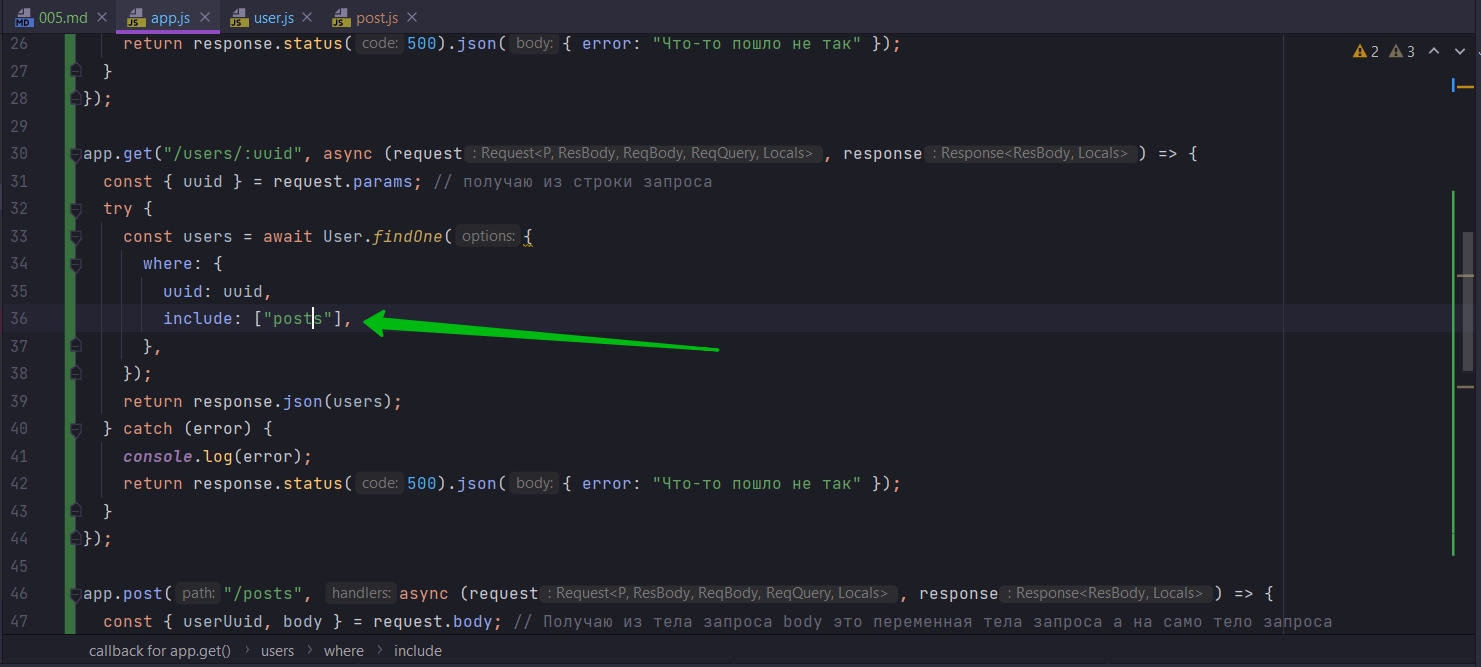 005.md app.js user.js post.js
26 return response.status( code: 500).json( body: { error: "Что-то пошло не так" });
2 3
27 }
28 });
29
30 app.get("/users/:uuid", async (request : Request<P, ResBody, ReqBody, ReqQuery, Locals> , response : Response<ResBody, Locals> ) => {
31 const { uuid } = request.params; // получаю из строки запроса
32 try {
33 const users = await User.findOne( options: {
34 where: {
35 uuid: uuid,
36 include: ["posts"],
37 },
38 });
39 return response.json(users);
40 } catch (error) {
41 console.log(error);
42 return response.status( code: 500).json( body: { error: "Что-то пошло не так" });
43 }
44 });
45
46 app.post( path: "/posts", handlers: async (request : Request<P, ResBody, ReqBody, ReqQuery, Locals> , response : Response<ResBody, Locals> ) => {
47 const { userUuid, body } = request.body; // Получаю из тела запроса body это переменная тела запроса а на само тело запроса
callback for app.get() › users › where › include